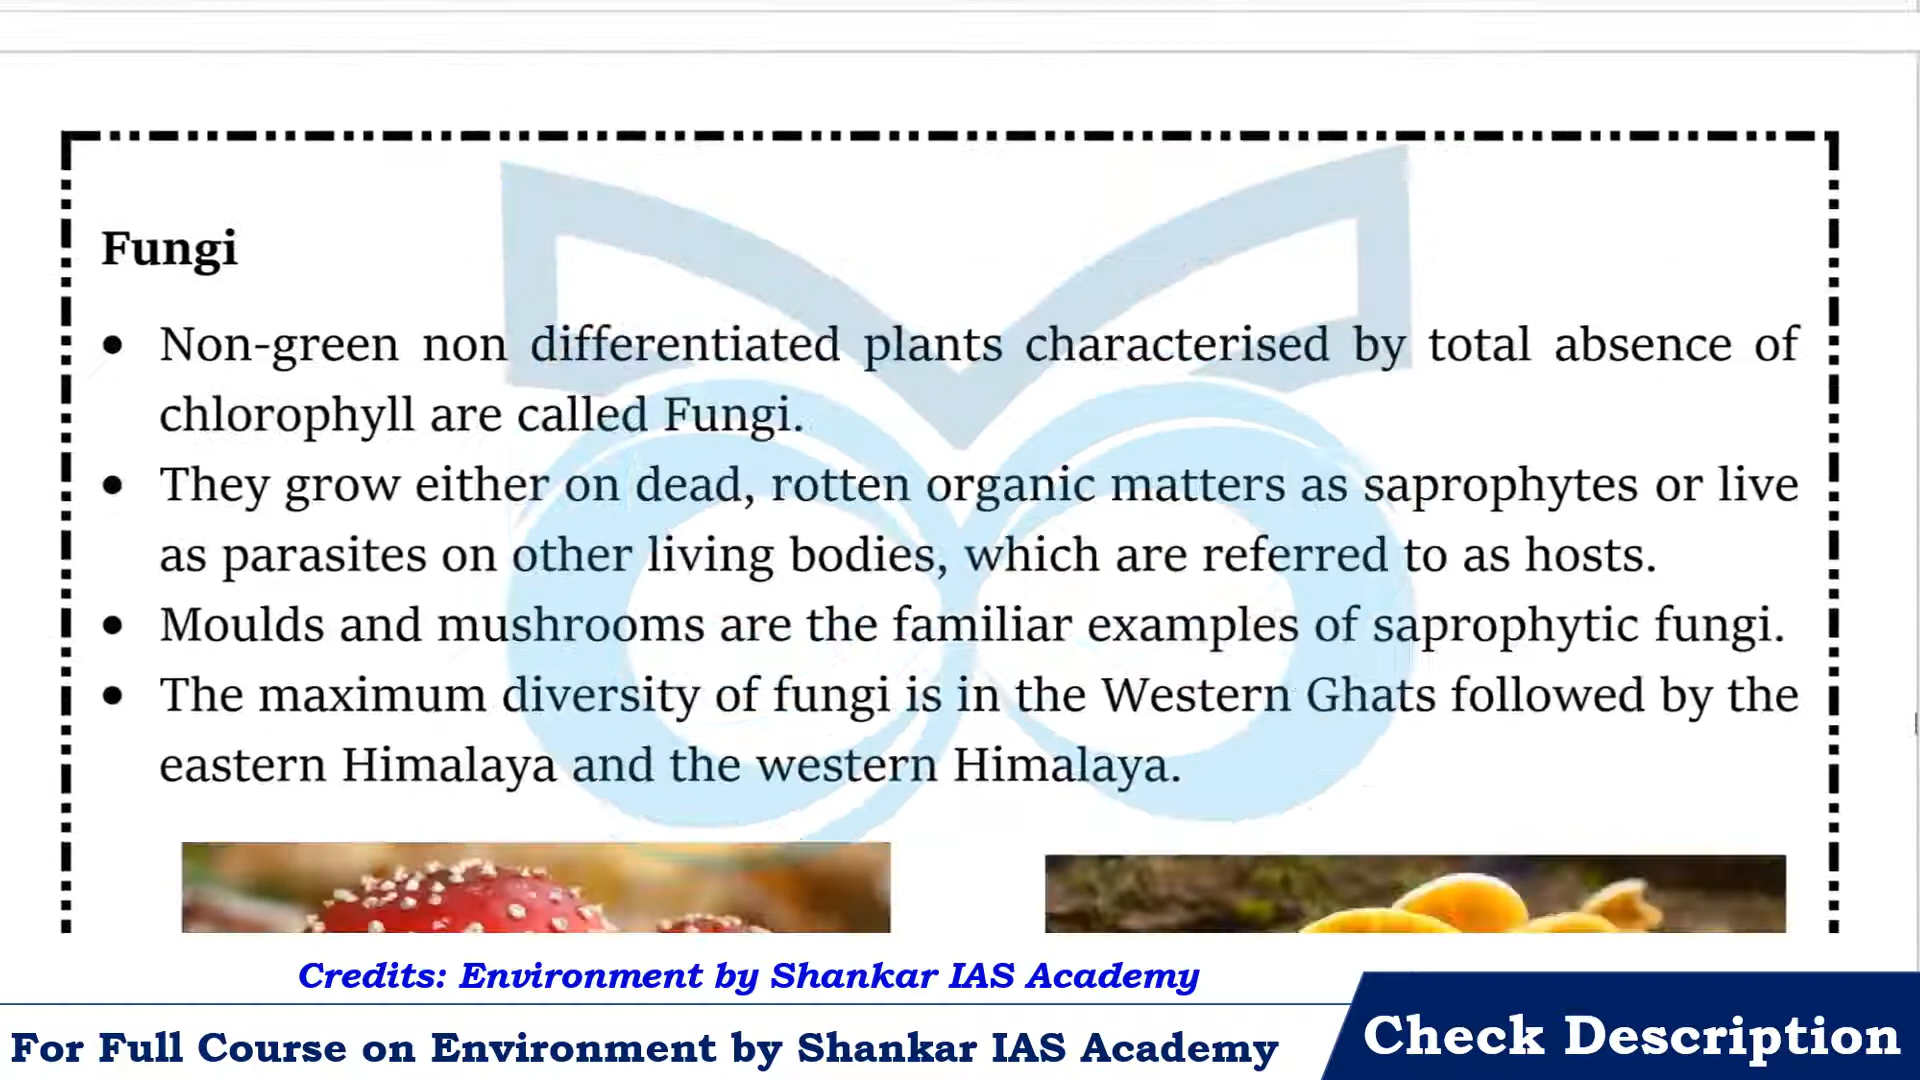 Fungi
• Non-green non differentiated plants characterised by total absence of
chlorophyll are called Fungi.
• They grow either on dead, rotten organic matters as saprophytes or live
as parasites on other living bodies, which are referred to as hosts.
• Moulds and mushrooms are the familiar examples of saprophytic fungi.
• The maximum diversity of fungi is in the Western Ghats followed by the
eastern Himalaya and the western Himalaya.
Credits: Environment by Shankar IAS Academy
For Full Course on Environment by Shankar IAS Academy
Check Description